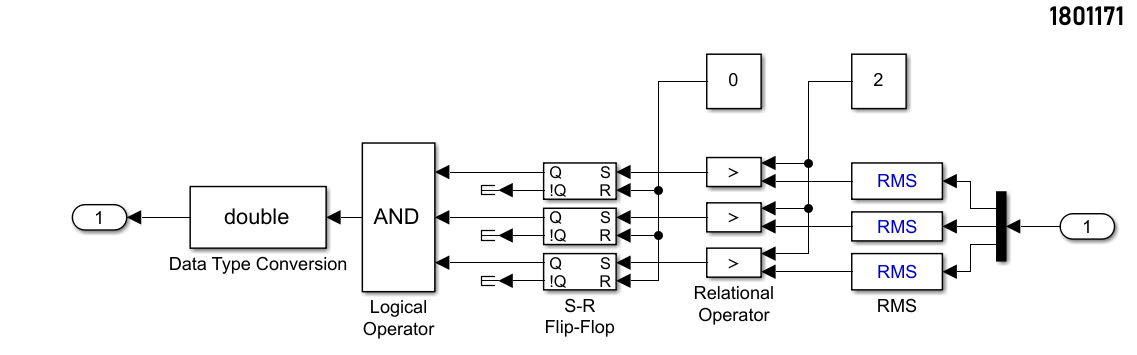 1801171
0
2
Q S
!Q R
>
RMS
1
double
AND
Q S
!Q R
>
RMS
1
Data Type Conversion
Q S
!Q R
>
RMS
Logical
Operator
S-R
Flip-Flop
Relational
Operator
RMS